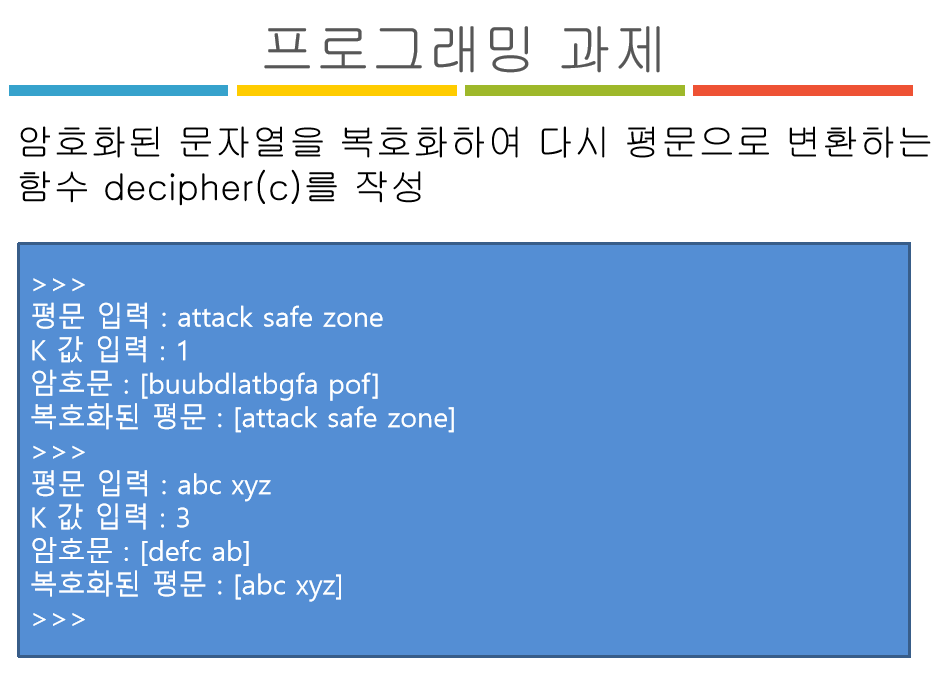 프로그래밍 과제
암호화된 문자열을 복호화하여 다시 평문으로 변환하는
함수 decipher(c)를 작성
>>>
평문 입력 : attack safe zone
K 값 입력 : 1
암호문 : [buubdlatbgfa pof]
복호화된 평문 : [attack safe zone]
>>>
평문 입력 : abc xyz
K 값 입력 : 3
암호문 : [defc ab]
복호화된 평문 : [abc xyz]
>>>